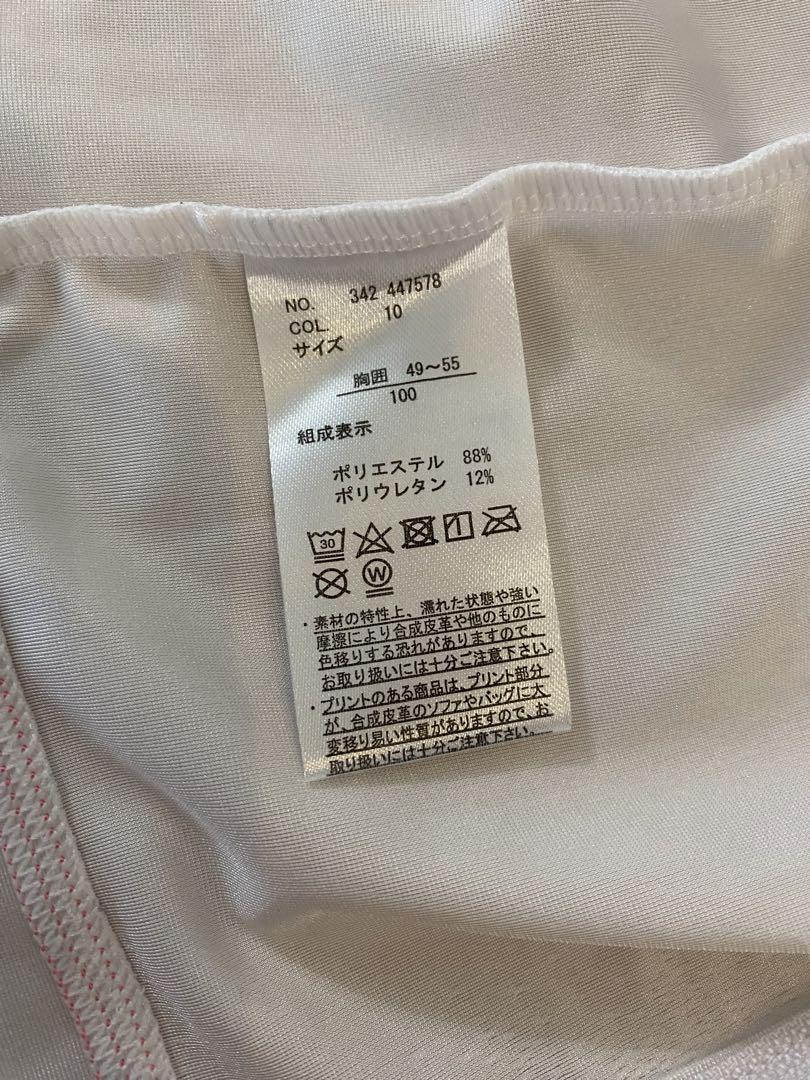 NO. 342 447578
COL. 10
サイズ
胸囲 49～55
100
組成表示
ポリエステル 88%
ポリウレタン 12%
30
W
・素材の特性上、濡れた状態や強い
摩擦により合成皮革や他のものに
色移りする恐れがありますので、
お取り扱いには十分ご注意下さい。
・プリントのある商品は、プリント部分
が、合成皮革のソファやバッグに大
変移り易い性質がありますので、お
取り扱いには十分ご注意下さい。